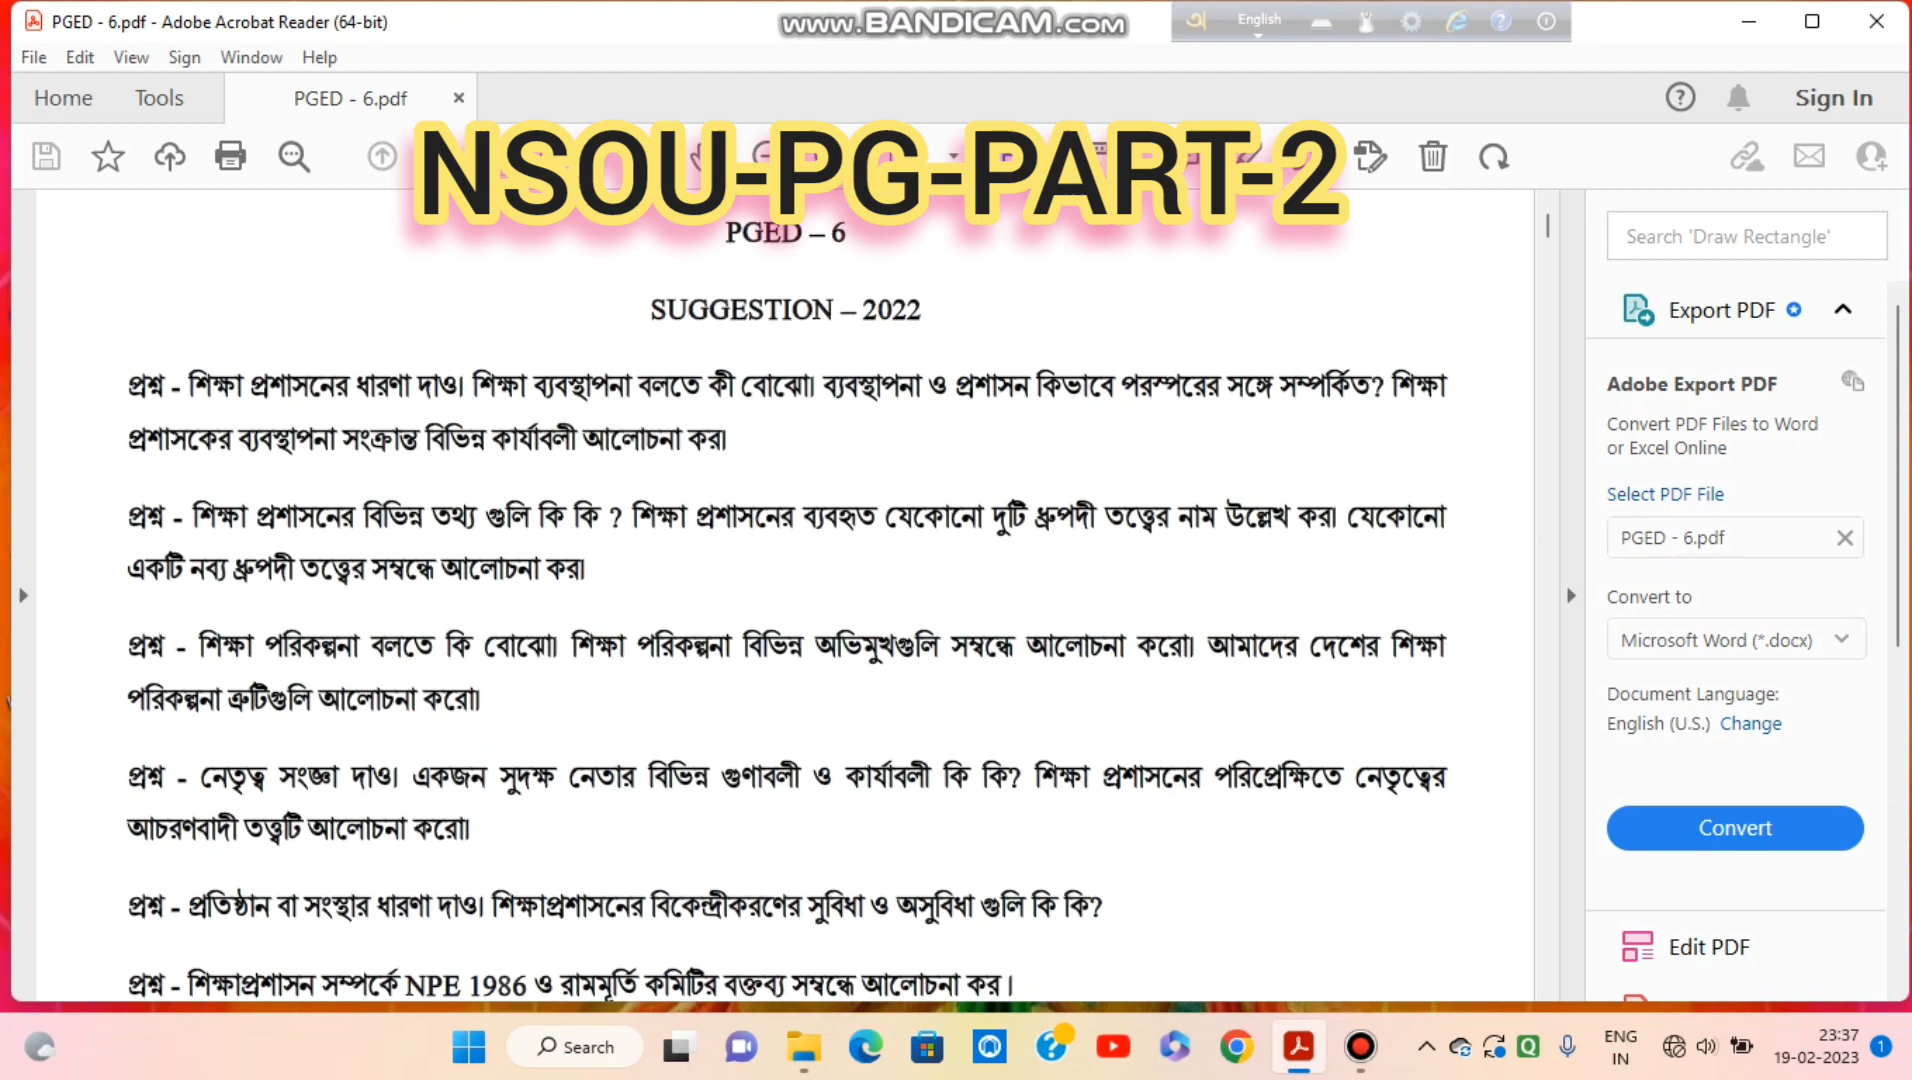 PGED - 6.pdf - Adobe Acrobat Reader (64-bit)
www.BANDICAM.com
অ English
File Edit View Sign Window Help
Home Tools PGED - 6.pdf Sign In
NSOU-PG-PART-2
PGED – 6
SUGGESTION – 2022
প্রশ্ন - শিক্ষা প্রশাসনের ধারণা দাও। শিক্ষা ব্যবস্থাপনা বলতে কী বোঝো। ব্যবস্থাপনা ও প্রশাসন কিভাবে পরস্পরের সঙ্গে সম্পর্কিত? শিক্ষা
প্রশাসকের ব্যবস্থাপনা সংক্রান্ত বিভিন্ন কার্যাবলী আলোচনা কর।
প্রশ্ন - শিক্ষা প্রশাসনের বিভিন্ন তথ্য গুলি কি কি ? শিক্ষা প্রশাসনের ব্যবহৃত যেকোনো দুটি ধ্রুপদী তত্ত্বের নাম উল্লেখ কর। যেকোনো
একটি নব্য ধ্রুপদী তত্ত্বের সম্বন্ধে আলোচনা কর।
প্রশ্ন - শিক্ষা পরিকল্পনা বলতে কি বোঝো। শিক্ষা পরিকল্পনা বিভিন্ন অভিমুখগুলি সম্বন্ধে আলোচনা করো। আমাদের দেশের শিক্ষা
পরিকল্পনা ত্রুটিগুলি আলোচনা করো।
প্রশ্ন - নেতৃত্ব সংজ্ঞা দাও। একজন সুদক্ষ নেতার বিভিন্ন গুণাবলী ও কার্যাবলী কি কি? শিক্ষা প্রশাসনের পরিপ্রেক্ষিতে নেতৃত্বের
আচরণবাদী তত্ত্বটি আলোচনা করো।
প্রশ্ন - প্রতিষ্ঠান বা সংস্থার ধারণা দাও। শিক্ষাপ্রশাসনের বিকেন্দ্রীকরণের সুবিধা ও অসুবিধা গুলি কি কি?
প্রশ্ন - শিক্ষাপ্রশাসন সম্পর্কে NPE 1986 ও রামমূর্তি কমিটির বক্তব্য সম্বন্ধে আলোচনা কর।
Search 'Draw Rectangle'
Export PDF
Adobe Export PDF
Convert PDF Files to Word
or Excel Online
Select PDF File
PGED - 6.pdf
Convert to
Microsoft Word (*.docx)
Document Language:
English (U.S.) Change
Convert
Edit PDF
Search
ENG
IN
23:37
19-02-2023
1